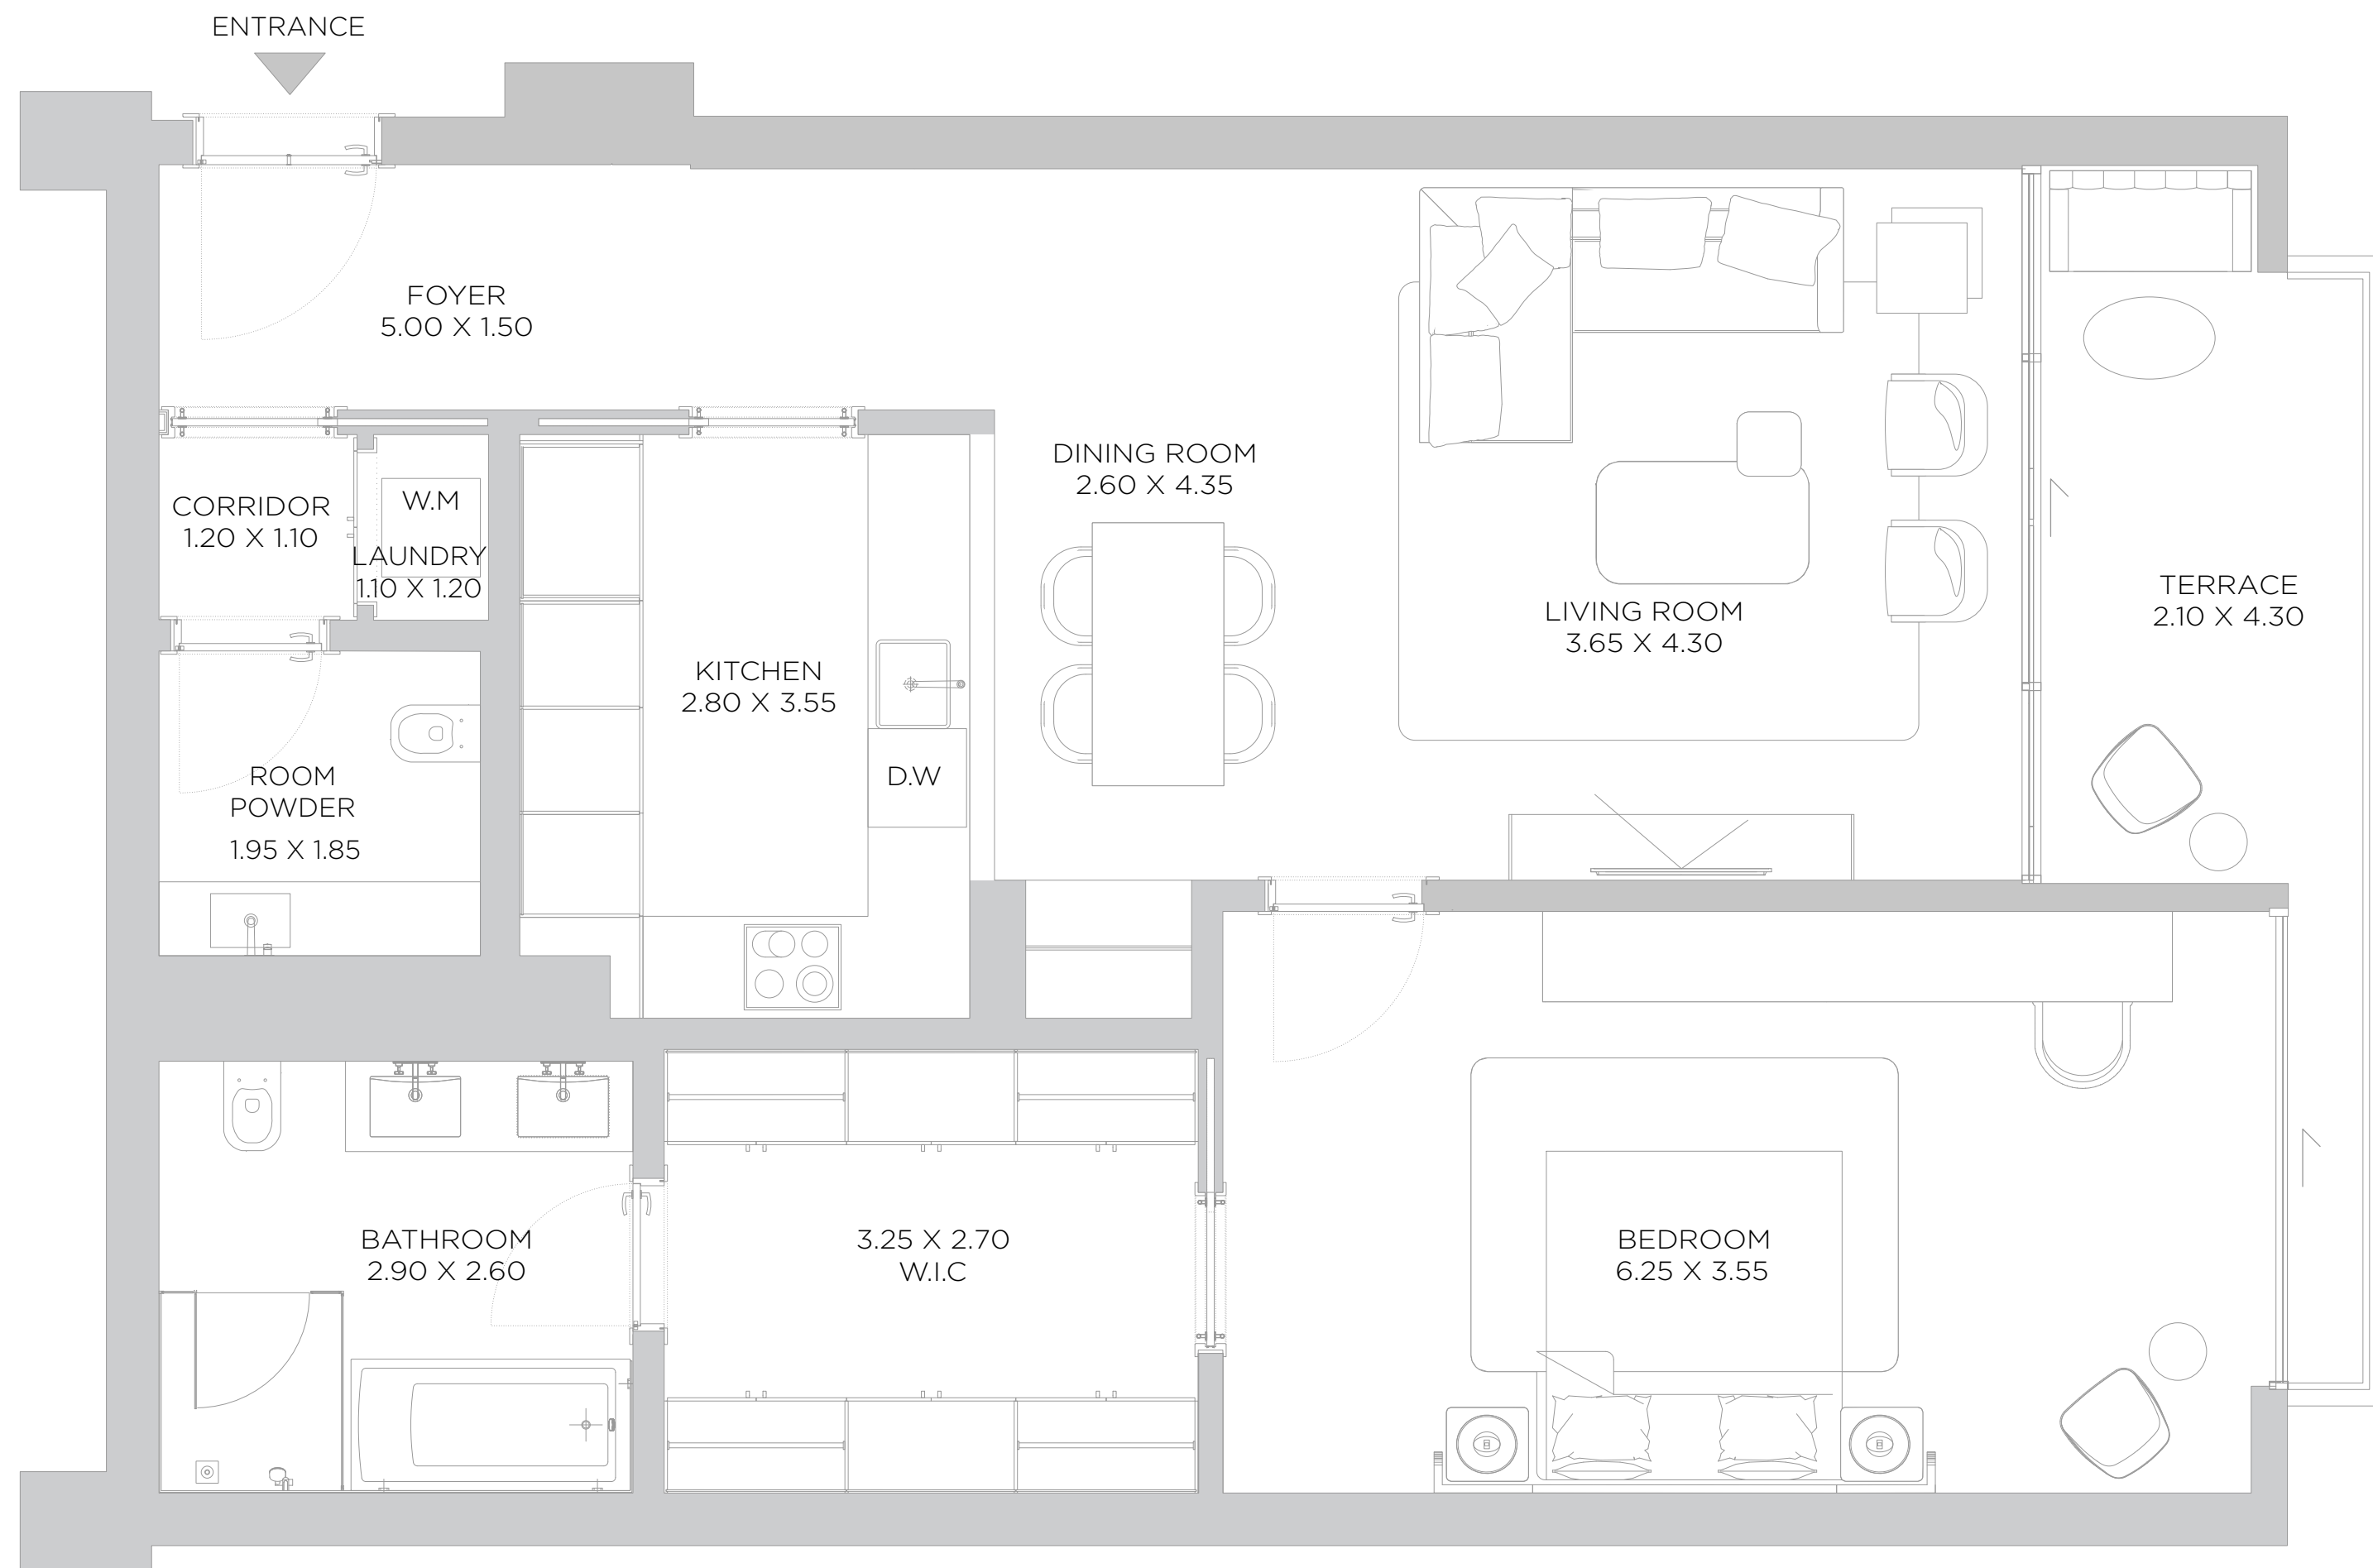 ENTRANCE
FOYER
5.00 X 1.50
CORRIDOR
1.20 X 1.10
W.M
LAUNDRY
1.10 X 1.20
DINING ROOM
2.60 X 4.35
LIVING ROOM
3.65 X 4.30
TERRACE
2.10 X 4.30
KITCHEN
2.80 X 3.55
D.W
ROOM
POWDER
1.95 X 1.85
BATHROOM
2.90 X 2.60
3.25 X 2.70
W.I.C
BEDROOM
6.25 X 3.55